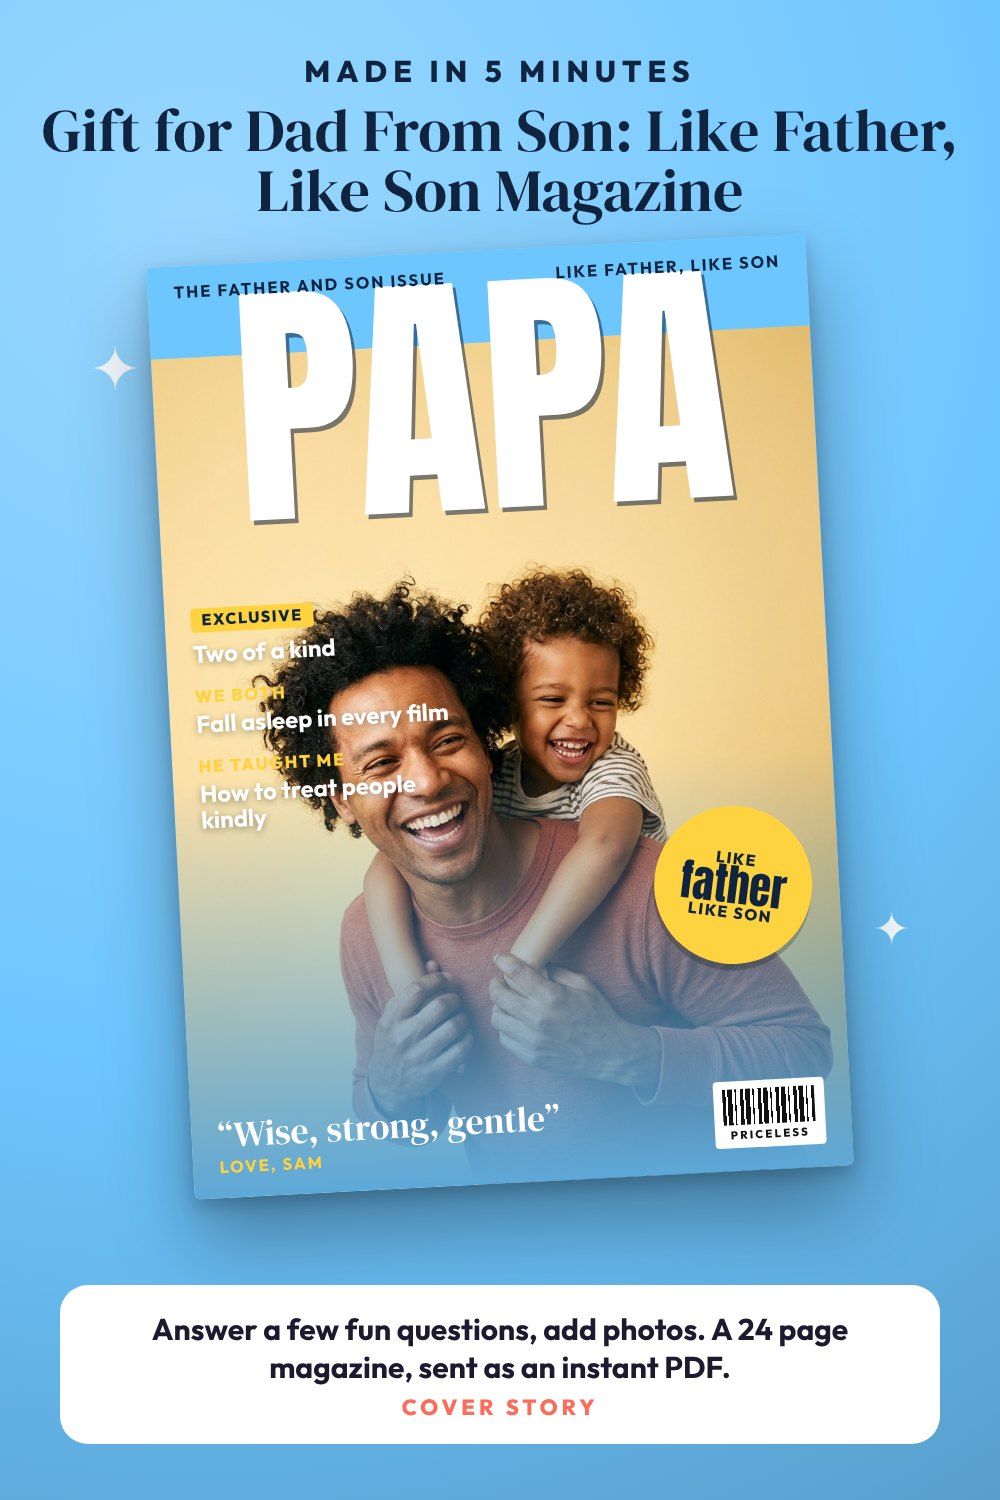 MADE IN 5 MINUTES
Gift for Dad From Son: Like Father,
Like Son Magazine
THE FATHER AND SON ISSUE
LIKE FATHER, LIKE SON
PAPA
EXCLUSIVE
Two of a kind
WE BOTH
Fall asleep in every film
HE TAUGHT ME
How to treat people
kindly
LIKE
father
LIKE SON
“Wise, strong, gentle”
LOVE, SAM
PRICELESS
Answer a few fun questions, add photos. A 24 page
magazine, sent as an instant PDF.
COVER STORY